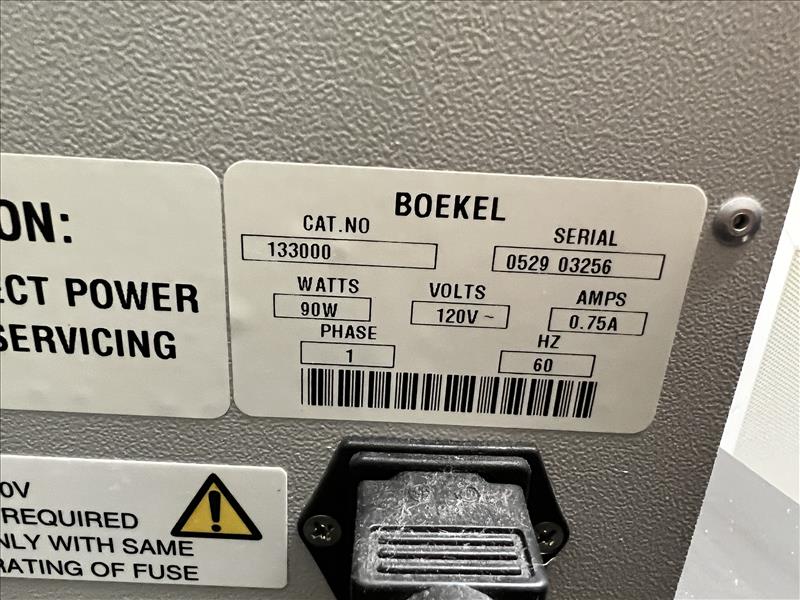 ON:
ECT POWER
SERVICING
BOEKEL
CAT.NO
133000
SERIAL
0529 03256
WATTS
90W
VOLTS
120V ~
AMPS
0.75A
PHASE
1
HZ
60
0V
REQUIRED
NLY WITH SAME
RATING OF FUSE